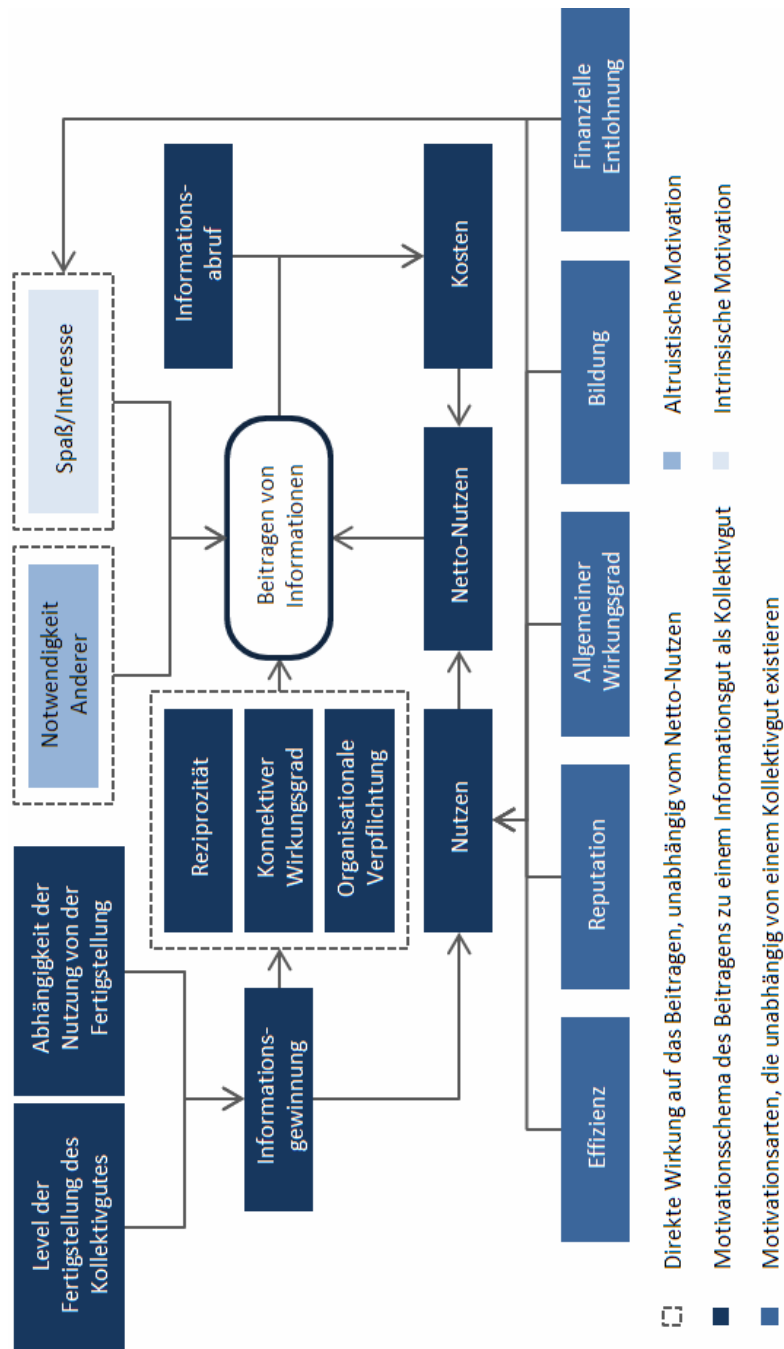 Level der
Fertigstellung des
Kollektivgutes
Abhängigkeit der
Nutzung von der
Fertigstellung
Notwendigkeit
Anderer
Spaß/Interesse
Informations-
gewinnung
Reziprozität
Konnektiver
Wirkungsgrad
Organisationale
Verpflichtung
Beitragen von
Informationen
Informations-
abruf
Nutzen
Netto-Nutzen
Kosten
Effizienz
Reputation
Allgemeiner
Wirkungsgrad
Bildung
Finanzielle
Entlohnung
Direkte Wirkung auf das Beitragen, unabhängig vom Netto-Nutzen
Motivationsschema des Beitragens zu einem Informationsgut als Kollektivgut
Motivationsarten, die unabhängig von einem Kollektivgut existieren
Altruistische Motivation
Intrinsische Motivation